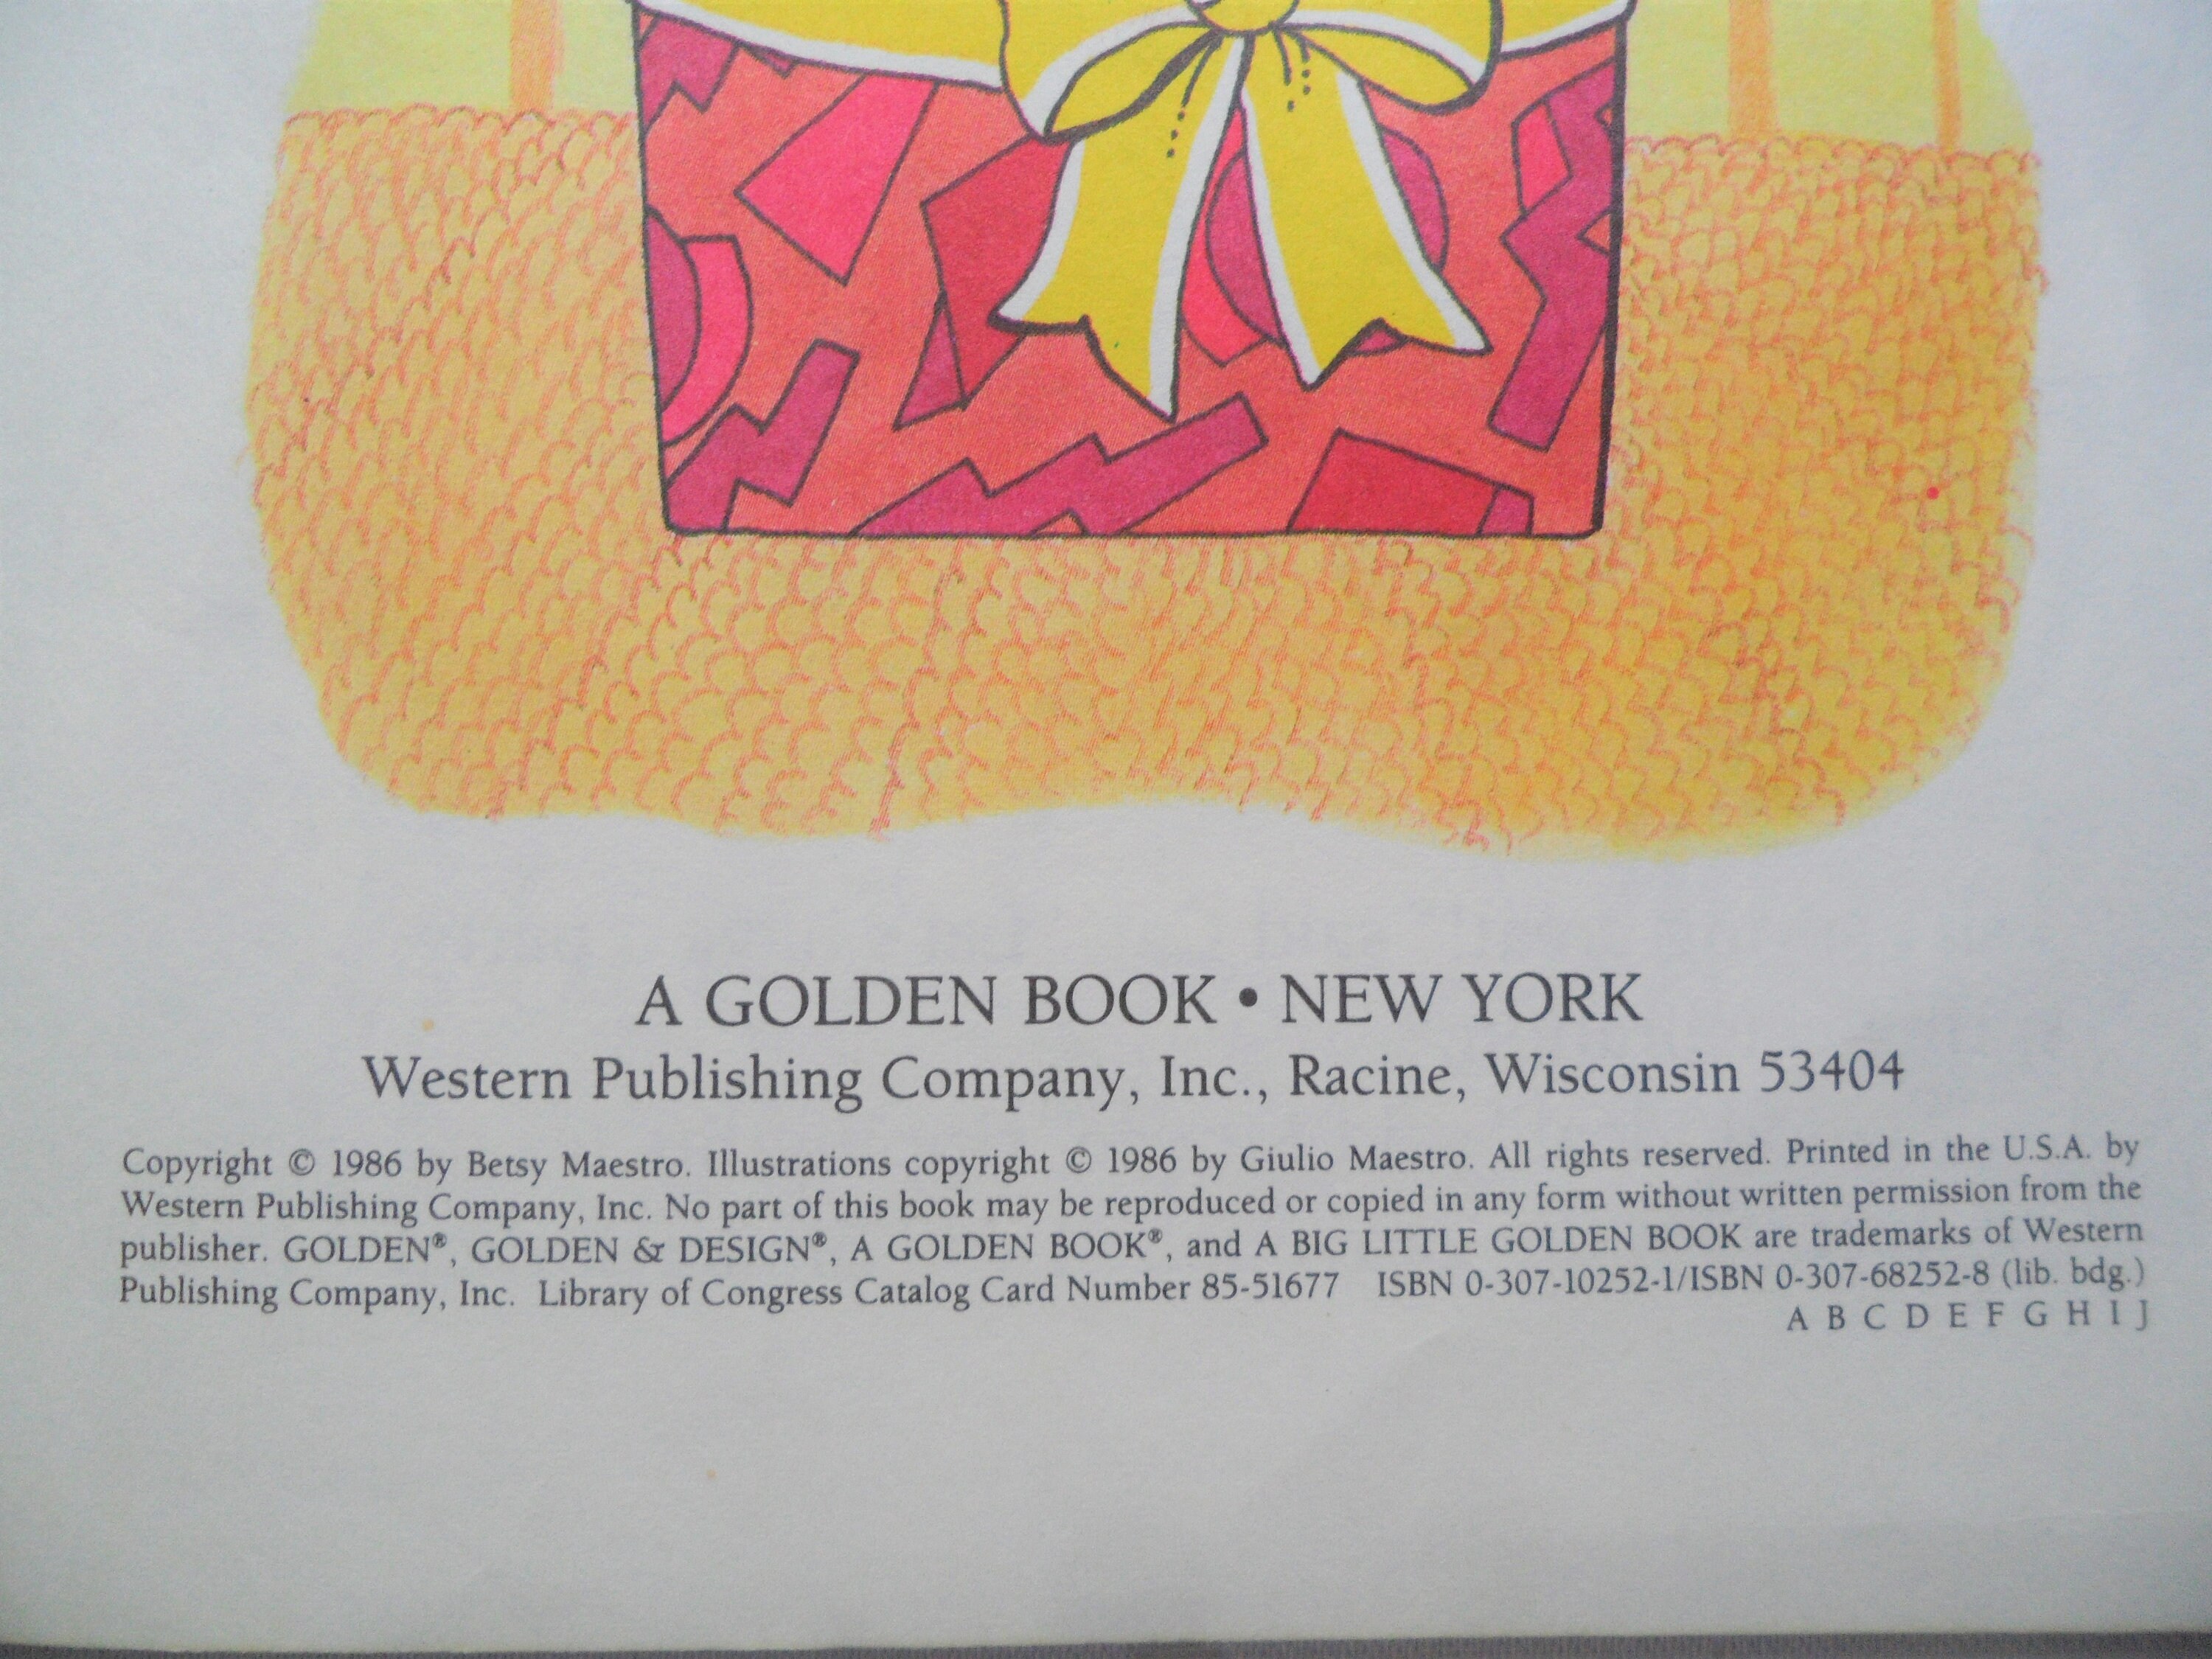 A GOLDEN BOOK • NEW YORK
Western Publishing Company, Inc., Racine, Wisconsin 53404
Copyright © 1986 by Betsy Maestro. Illustrations copyright © 1986 by Giulio Maestro. All rights reserved. Printed in the U.S.A. by
Western Publishing Company, Inc. No part of this book may be reproduced or copied in any form without written permission from the
publisher. GOLDEN®, GOLDEN & DESIGN®, A GOLDEN BOOK®, and A BIG LITTLE GOLDEN BOOK are trademarks of Western
Publishing Company, Inc. Library of Congress Catalog Card Number 85-51677 ISBN 0-307-10252-1/ISBN 0-307-68252-8 (lib. bdg.)
A B C D E F G H I J